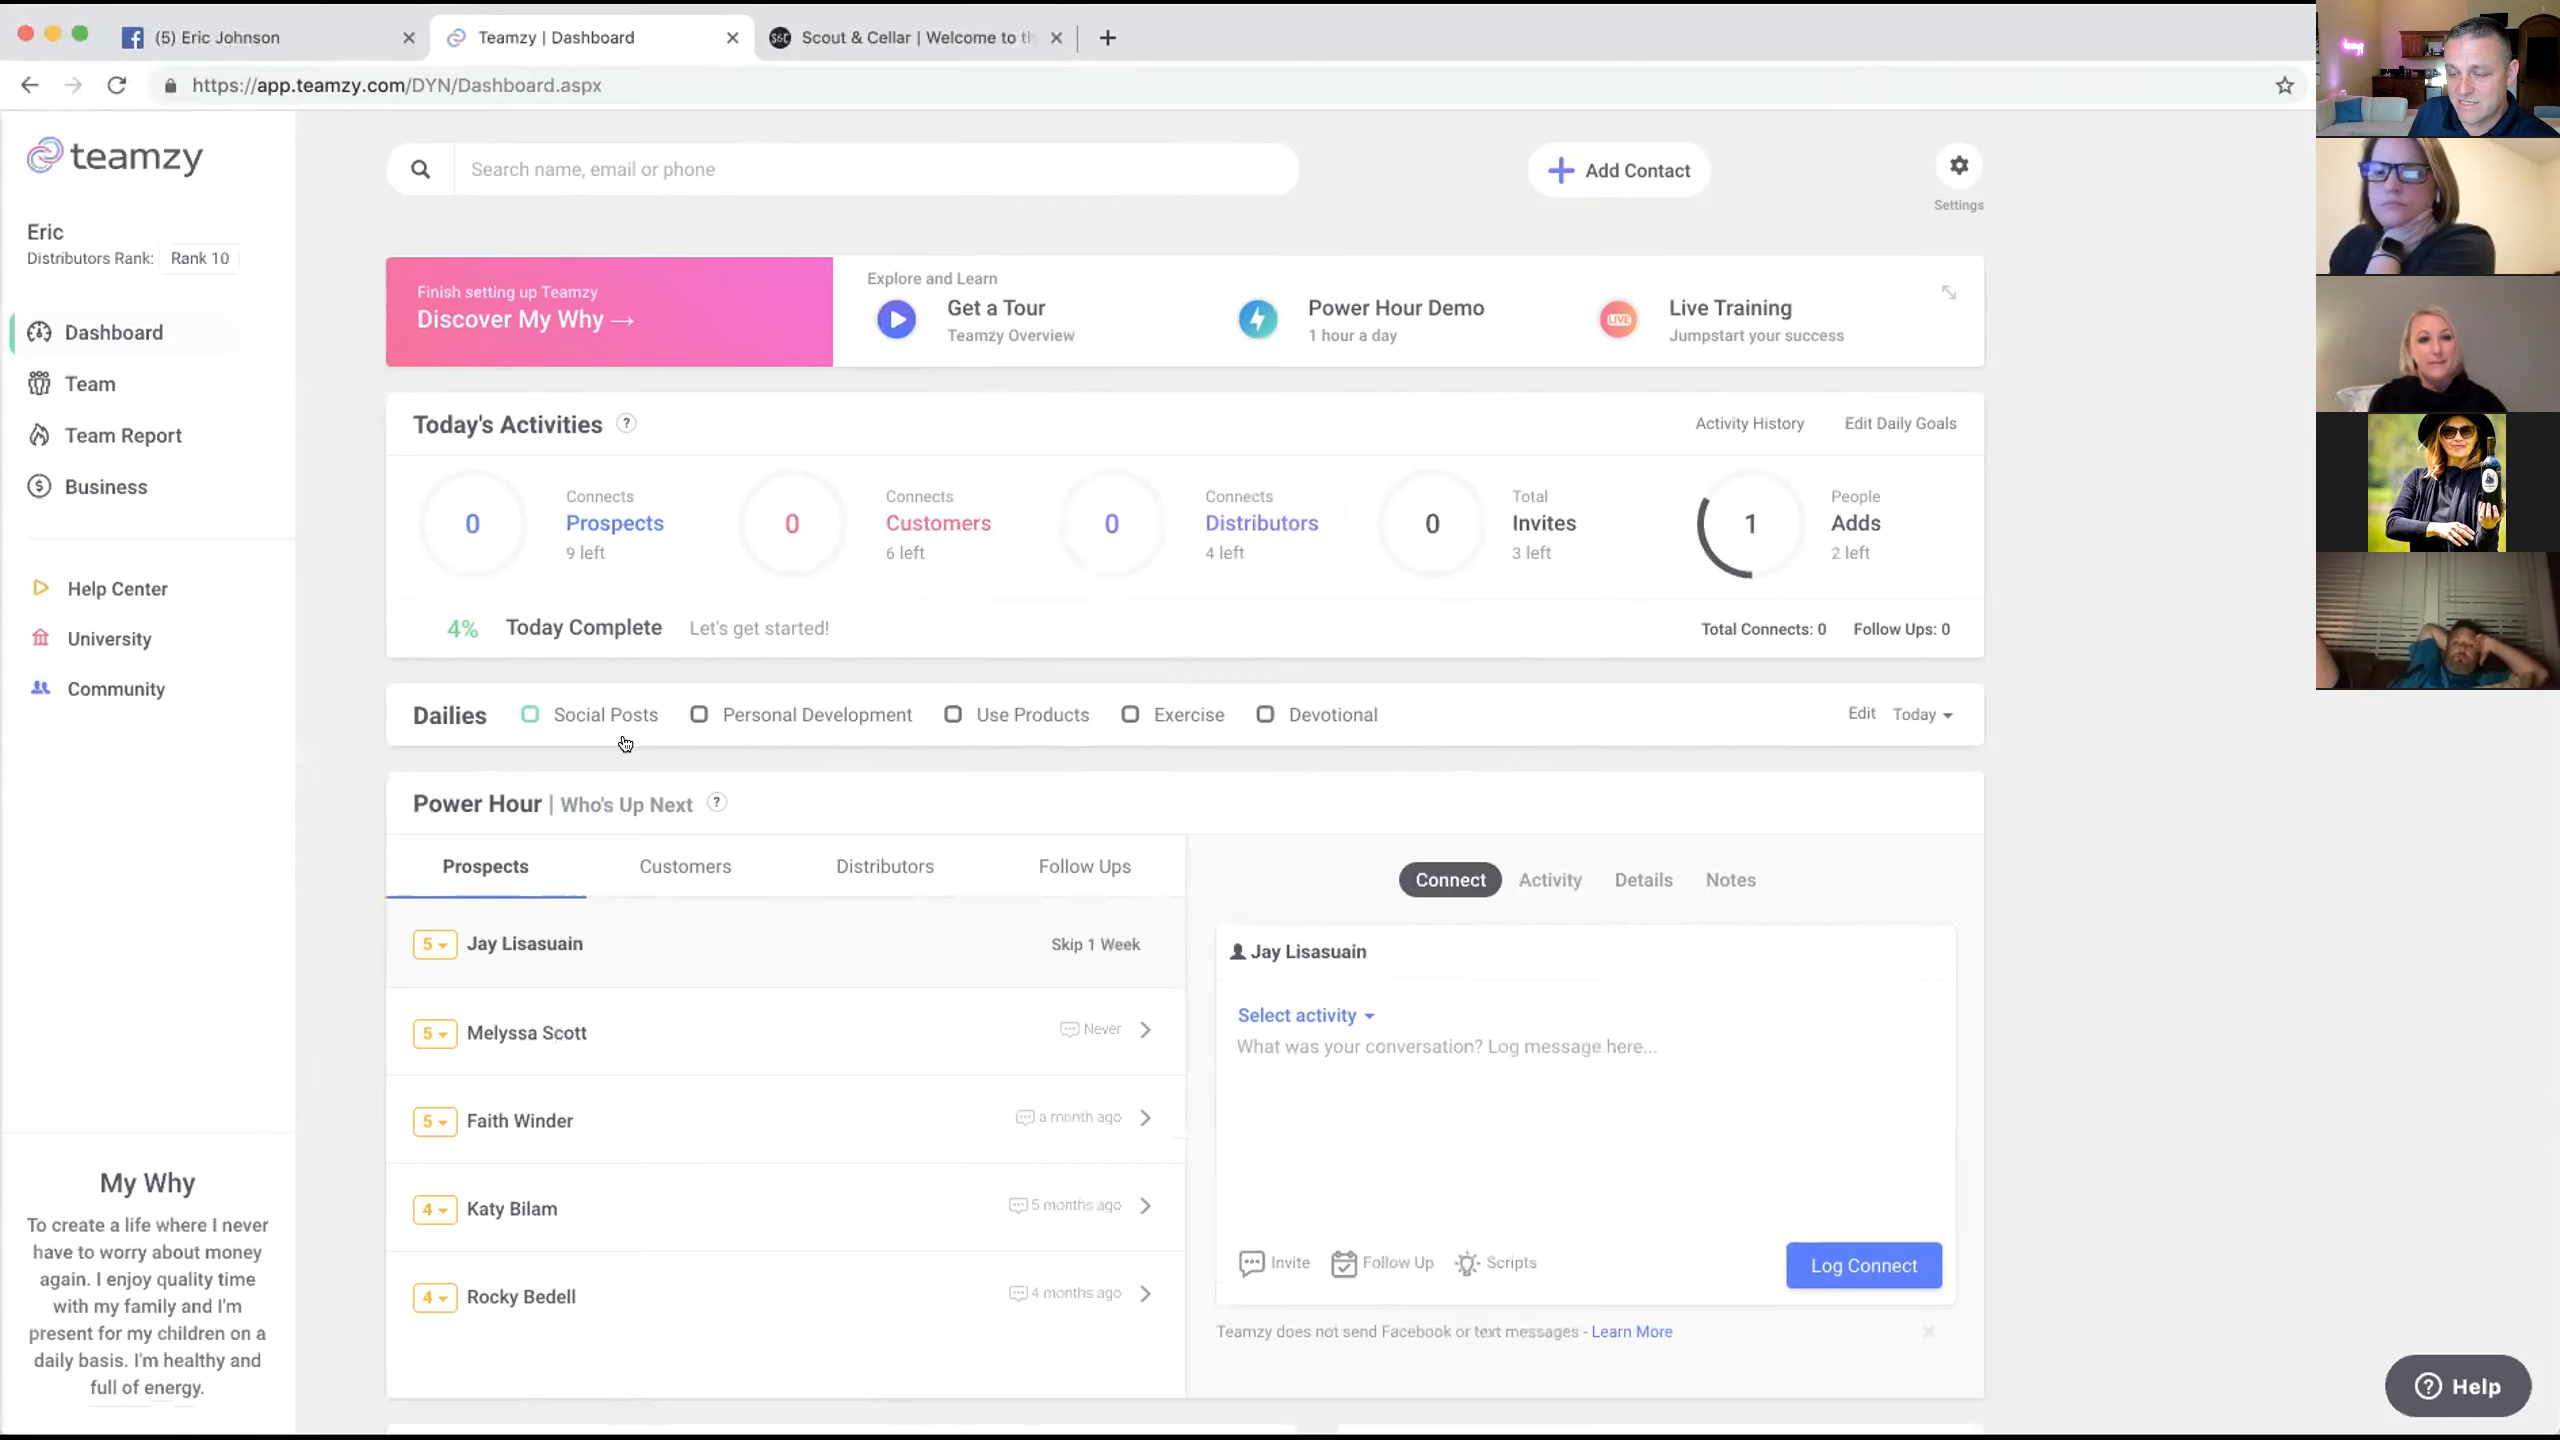 (5) Eric Johnson
Teamzy | Dashboard
Scout & Cellar | Welcome to th
https://app.teamzy.com/DYN/Dashboard.aspx
teamzy
Search name, email or phone
Add Contact
Settings
Eric
Distributors Rank: Rank 10
Dashboard
Team
Team Report
Business
Help Center
University
Community
Finish setting up Teamzy
Discover My Why →
Explore and Learn
Get a Tour
Teamzy Overview
Power Hour Demo
1 hour a day
LIVE
Live Training
Jumpstart your success
Today's Activities ?
Activity History Edit Daily Goals
0 Connects Prospects 9 left
0 Connects Customers 6 left
0 Connects Distributors 4 left
0 Total Invites 3 left
1 People Adds 2 left
4% Today Complete Let's get started!
Total Connects: 0 Follow Ups: 0
Dailies Social Posts Personal Development Use Products Exercise Devotional Edit Today
Power Hour | Who's Up Next ?
Prospects Customers Distributors Follow Ups
5 Jay Lisasuain Skip 1 Week
5 Melyssa Scott Never
5 Faith Winder a month ago
4 Katy Bilam 5 months ago
4 Rocky Bedell 4 months ago
Connect Activity Details Notes
Jay Lisasuain
Select activity
What was your conversation? Log message here...
Invite Follow Up Scripts Log Connect
Teamzy does not send Facebook or text messages - Learn More
My Why
To create a life where I never
have to worry about money
again. I enjoy quality time
with my family and I'm
present for my children on a
daily basis. I'm healthy and
full of energy.
? Help